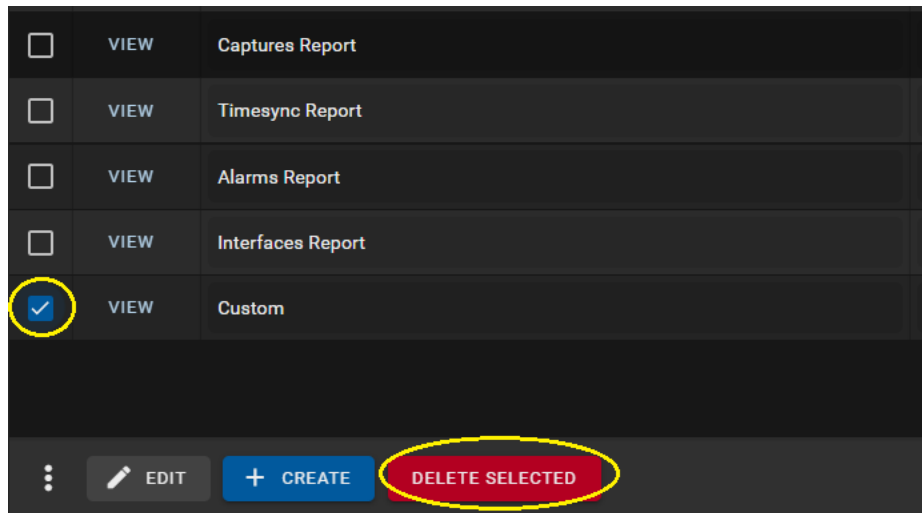 VIEW Captures Report
VIEW Timesync Report
VIEW Alarms Report
VIEW Interfaces Report
VIEW Custom
EDIT + CREATE DELETE SELECTED